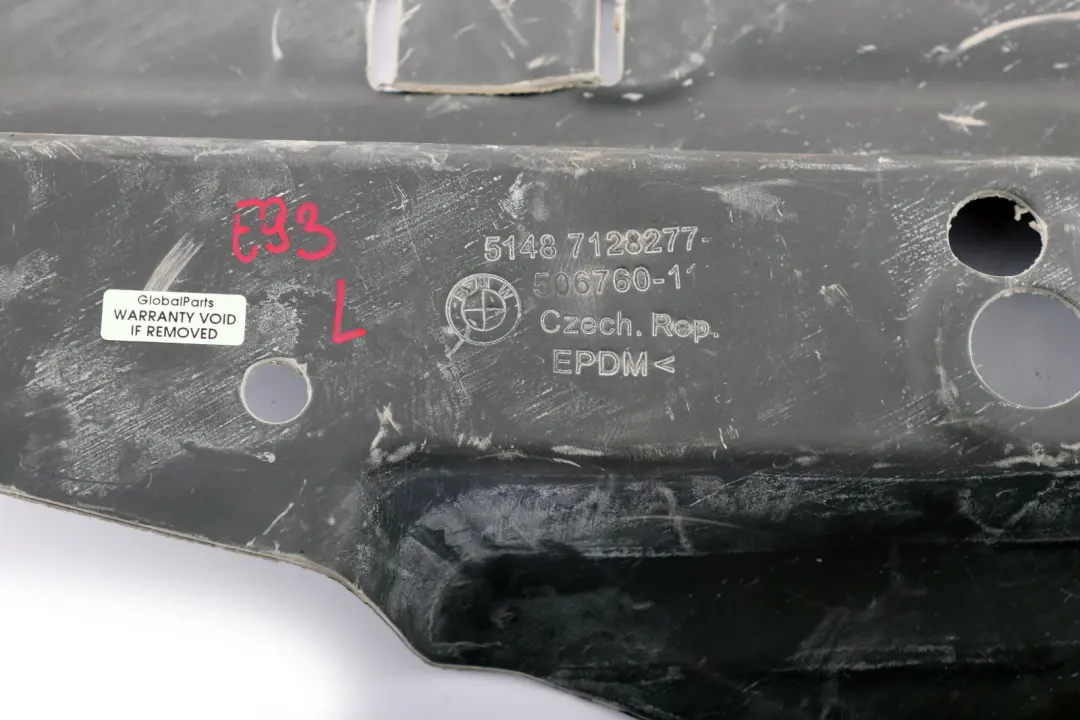 E93
L
GlobalParts
WARRANTY VOID
IF REMOVED
5148 7128277-
506760-11
Czech. Rep.
EPDM<